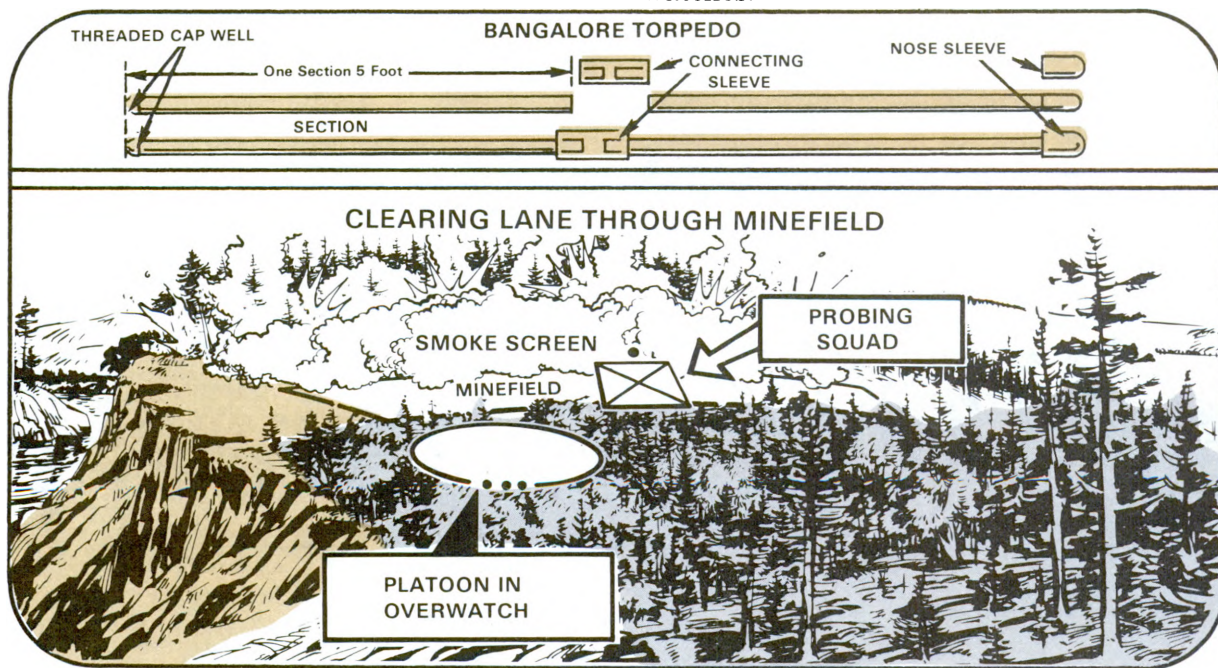 BANGALORE TORPEDO
THREADED CAP WELL
NOSE SLEEVE
One Section 5 Foot
CONNECTING
SLEEVE
SECTION
CLEARING LANE THROUGH MINEFIELD
PROBING
SQUAD
SMOKE SCREEN
MINEFIELD
PLATOON IN
OVERWATCH